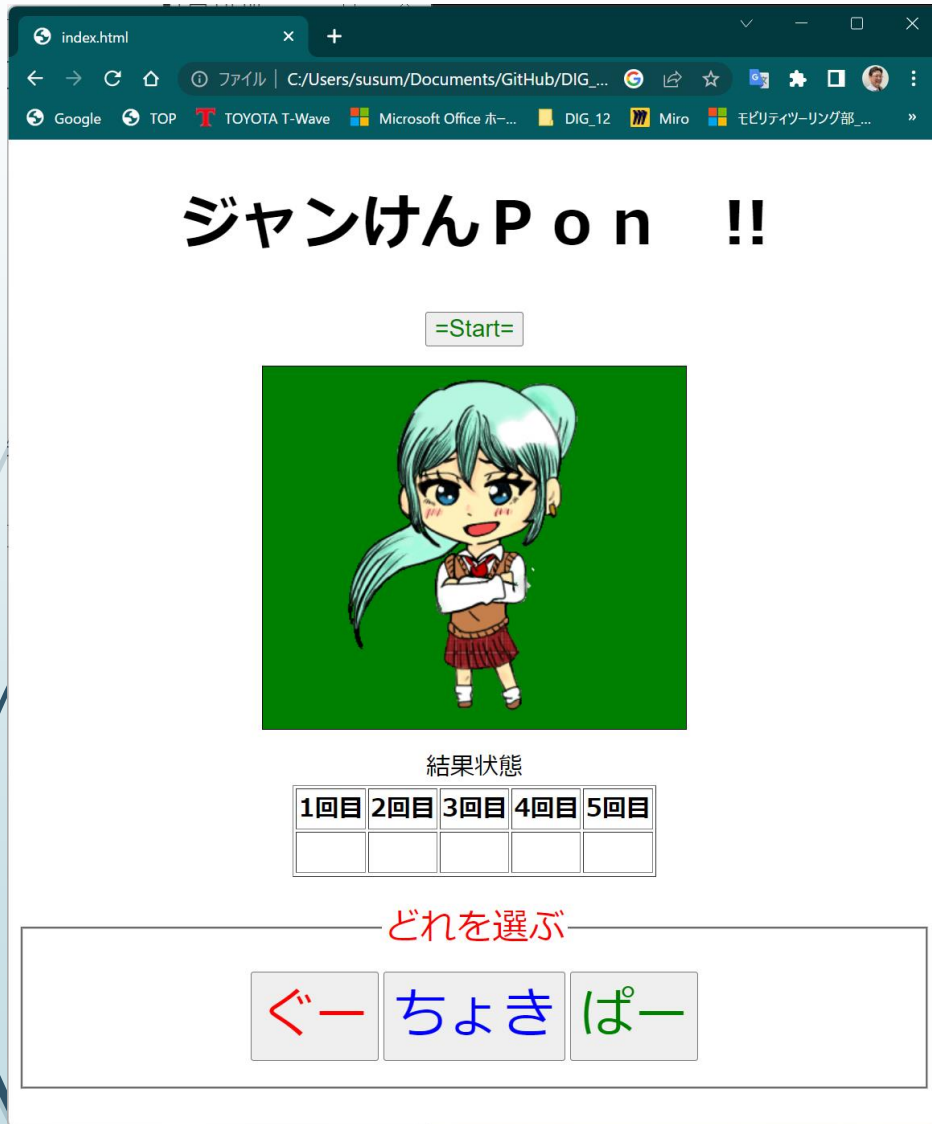 index.html
ファイル | C:/Users/susum/Documents/GitHub/DIG_...
Google TOP TOYOTA T-Wave Microsoft Office ホ-... DIG_12 Miro モビリティツーリング部_... »
ジャンけんPon !!
=Start=
結果状態
1回目 2回目 3回目 4回目 5回目
どれを選ぶ
ぐー ちょき ぱー